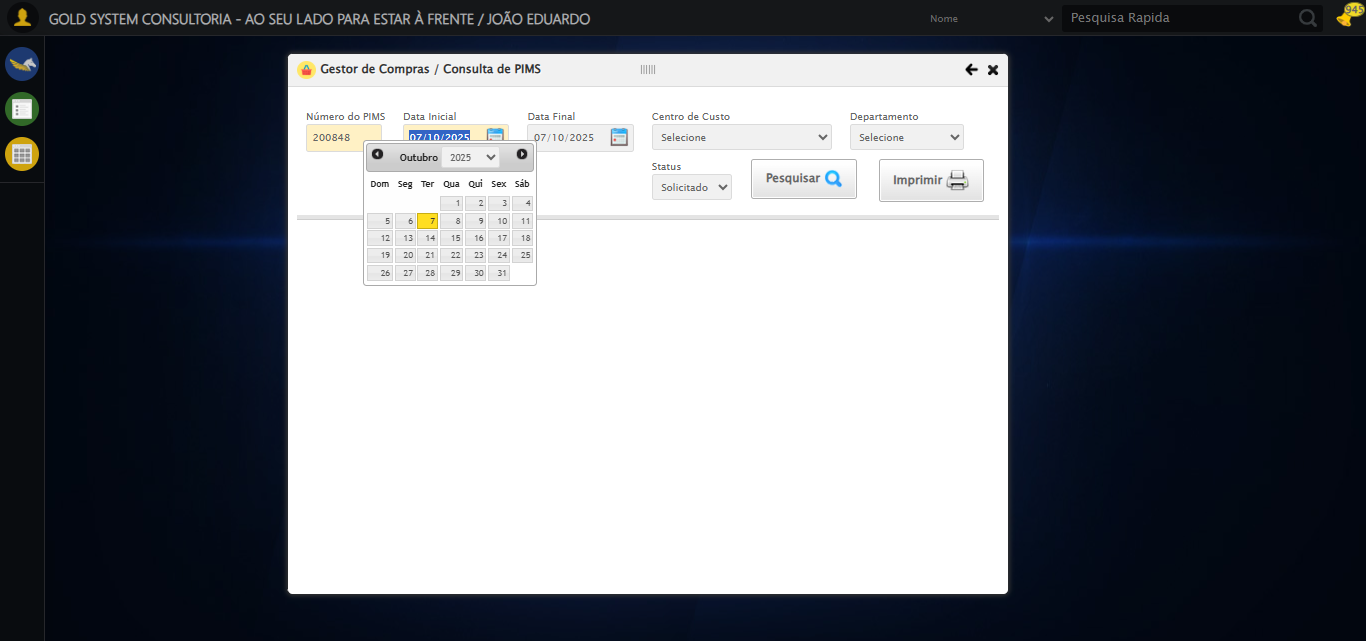 GOLD SYSTEM CONSULTORIA - AO SEU LADO PARA ESTAR À FRENTE / JOÃO EDUARDO
Nome
Pesquisa Rapida
945
Gestor de Compras / Consulta de PIMS
Número do PIMS
Data Inicial
Data Final
Centro de Custo
Departamento
200848
07/10/2025
07/10/2025
Selecione
Selecione
Status
Solicitado
Pesquisar
Imprimir
Outubro 2025
Dom Seg Ter Qua Qui Sex Sáb
1 2 3 4
5 6 7 8 9 10 11
12 13 14 15 16 17 18
19 20 21 22 23 24 25
26 27 28 29 30 31